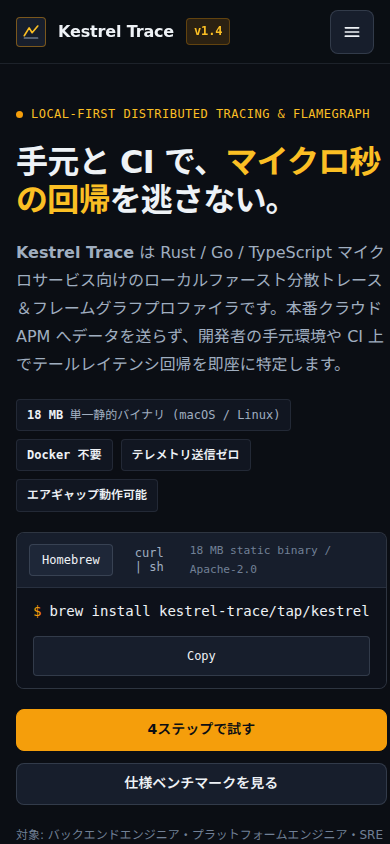 Kestrel Trace v1.4
LOCAL-FIRST DISTRIBUTED TRACING & FLAMEGRAPH
手元と CI で、マイクロ秒
の回帰を逃さない。
Kestrel Trace は Rust / Go / TypeScript マイク
ロサービス向けのローカルファースト分散トレース
＆フレームグラフプロファイラです。本番クラウド
APM へデータを送らず、開発者の手元環境や CI 上
でテールレイテンシ回帰を即座に特定します。
18 MB 単一静的バイナリ (macOS / Linux)
Docker 不要 テレメトリ送信ゼロ
エアギャップ動作可能
Homebrew
curl
| sh
18 MB static binary /
Apache-2.0
$ brew install kestrel-trace/tap/kestrel
Copy
4ステップで試す
仕様ベンチマークを見る
対象: バックエンドエンジニア・プラットフォームエンジニア・SRE